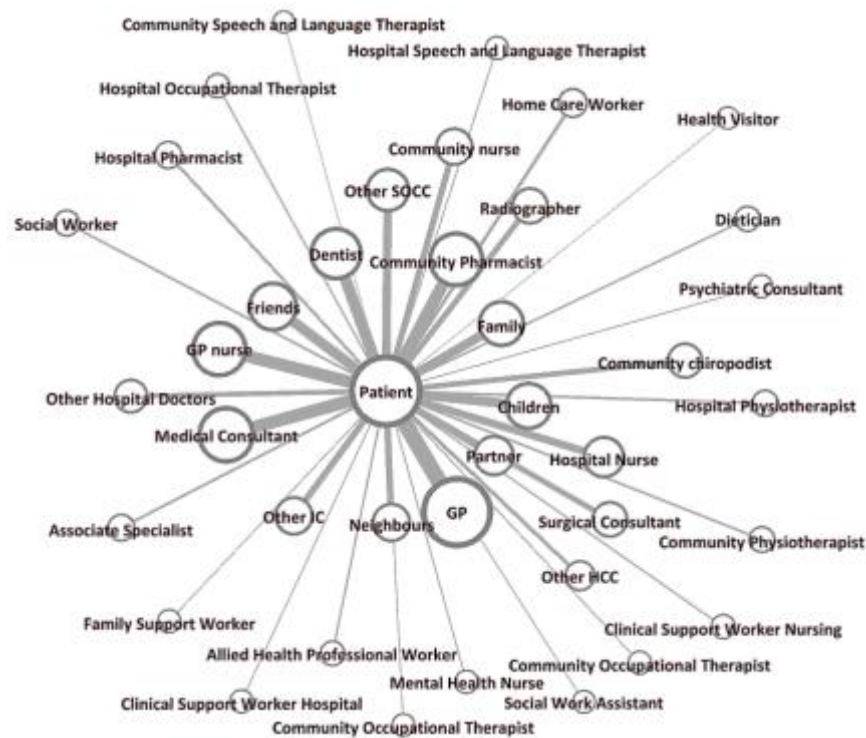 Community Speech and Language Therapist
Hospital Speech and Language Therapist
Hospital Occupational Therapist
Home Care Worker
Health Visitor
Community nurse
Hospital Pharmacist
Other SOCC
Radiographer
Social Worker
Dietician
Dentist
Community Pharmacist
Psychiatric Consultant
Friends
Family
GP nurse
Community chiropodist
Patient
Other Hospital Doctors
Children
Hospital Physiotherapist
Medical Consultant
Partner
Hospital Nurse
GP
Other IC
Neighbours
Surgical Consultant
Associate Specialist
Community Physiotherapist
Other HCC
Family Support Worker
Clinical Support Worker Nursing
Allied Health Professional Worker
Community Occupational Therapist
Mental Health Nurse
Clinical Support Worker Hospital
Social Work Assistant
Community Occupational Therapist